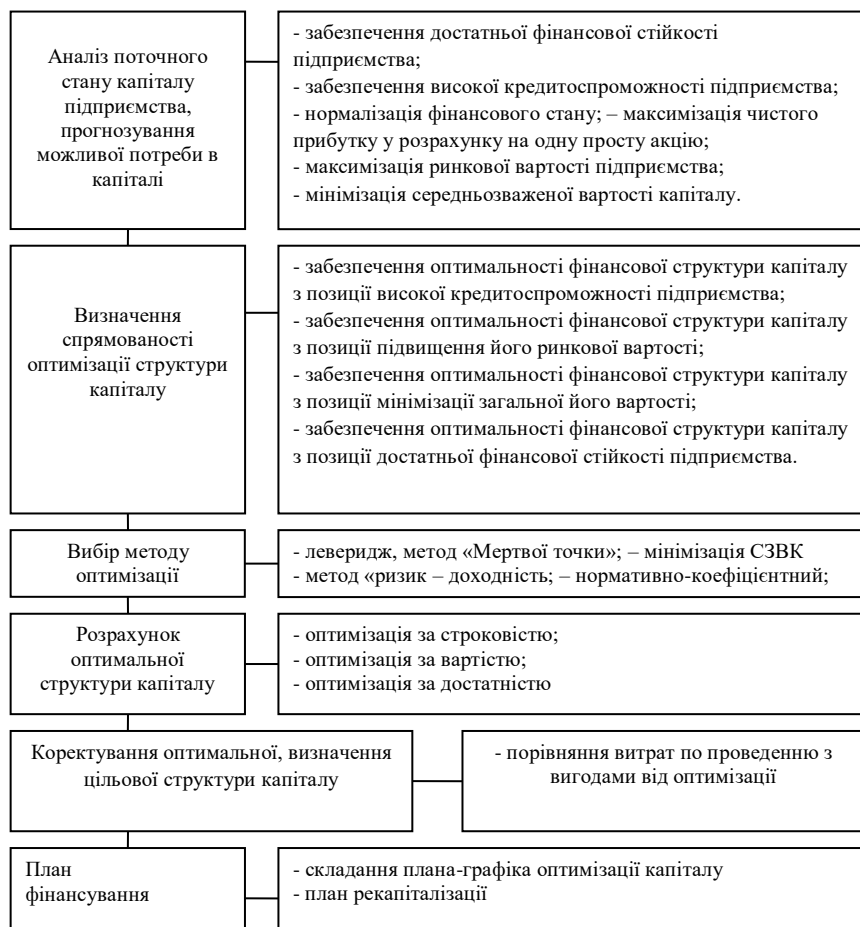 Аналіз поточного
стану капіталу
підприємства,
прогнозування
можливої потреби в
капіталі
- забезпечення достатньої фінансової стійкості
підприємства;
- забезпечення високої кредитоспроможності підприємства;
- нормалізація фінансового стану; – максимізація чистого
прибутку у розрахунку на одну просту акцію;
- максимізація ринкової вартості підприємства;
- мінімізація середньозваженої вартості капіталу.
Визначення
спрямованості
оптимізації структури
капіталу
- забезпечення оптимальності фінансової структури капіталу
з позиції високої кредитоспроможності підприємства;
- забезпечення оптимальності фінансової структури капіталу
з позиції підвищення його ринкової вартості;
- забезпечення оптимальності фінансової структури капіталу
з позиції мінімізації загальної його вартості;
- забезпечення оптимальності фінансової структури капіталу
з позиції достатньої фінансової стійкості підприємства.
Вибір методу
оптимізації
- леверидж, метод «Мертвої точки»; – мінімізація СЗВК
- метод «ризик – доходність; – нормативно-коефіцієнтний;
Розрахунок
оптимальної
структури капіталу
- оптимізація за строковістю;
- оптимізація за вартістю;
- оптимізація за достатністю
Коректування оптимальної, визначення
цільової структури капіталу
- порівняння витрат по проведенню з
вигодами від оптимізації
План
фінансування
- складання плана-графіка оптимізації капіталу
- план рекапіталізації